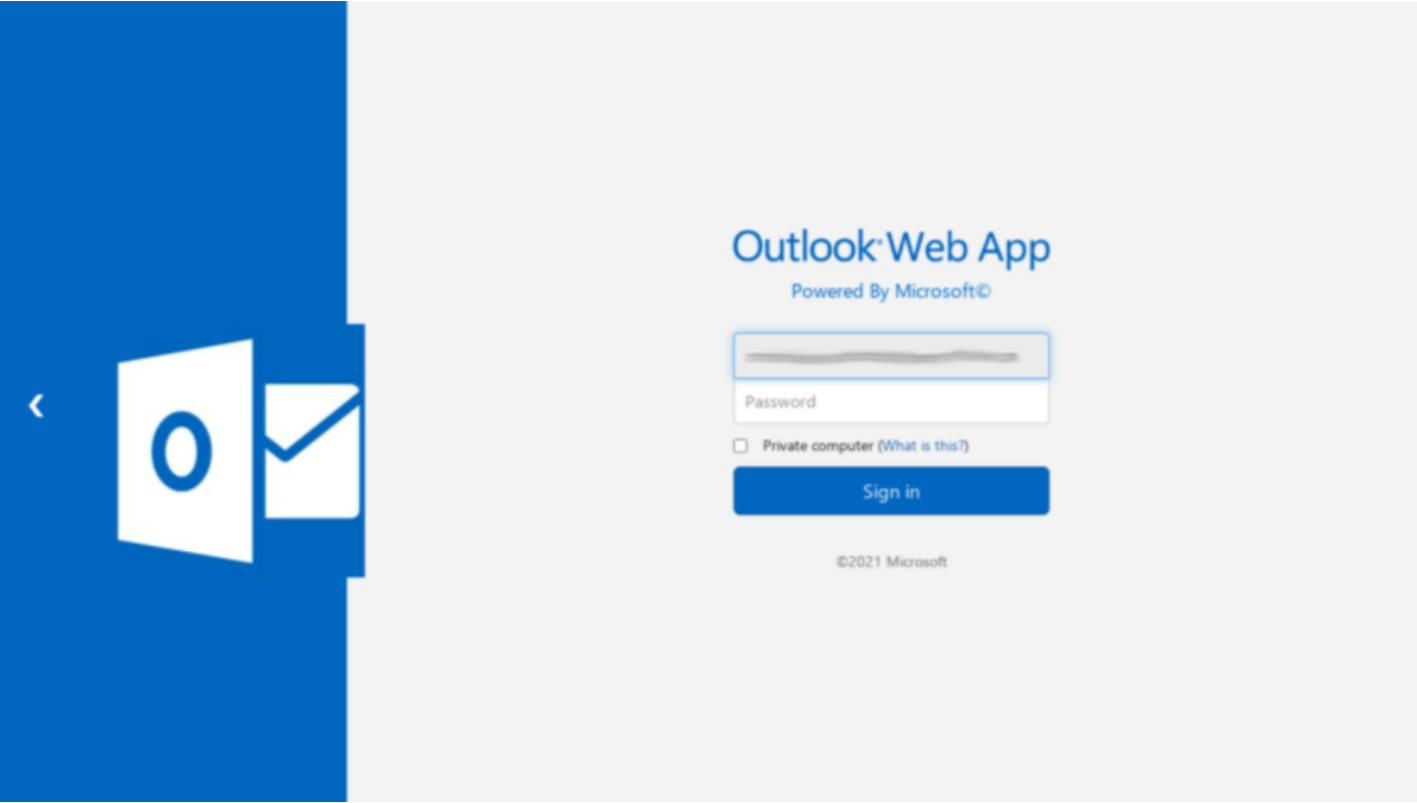 Outlook® Web App
Powered By Microsoft©
Password
Private computer (What is this?)
Sign in
©2021 Microsoft